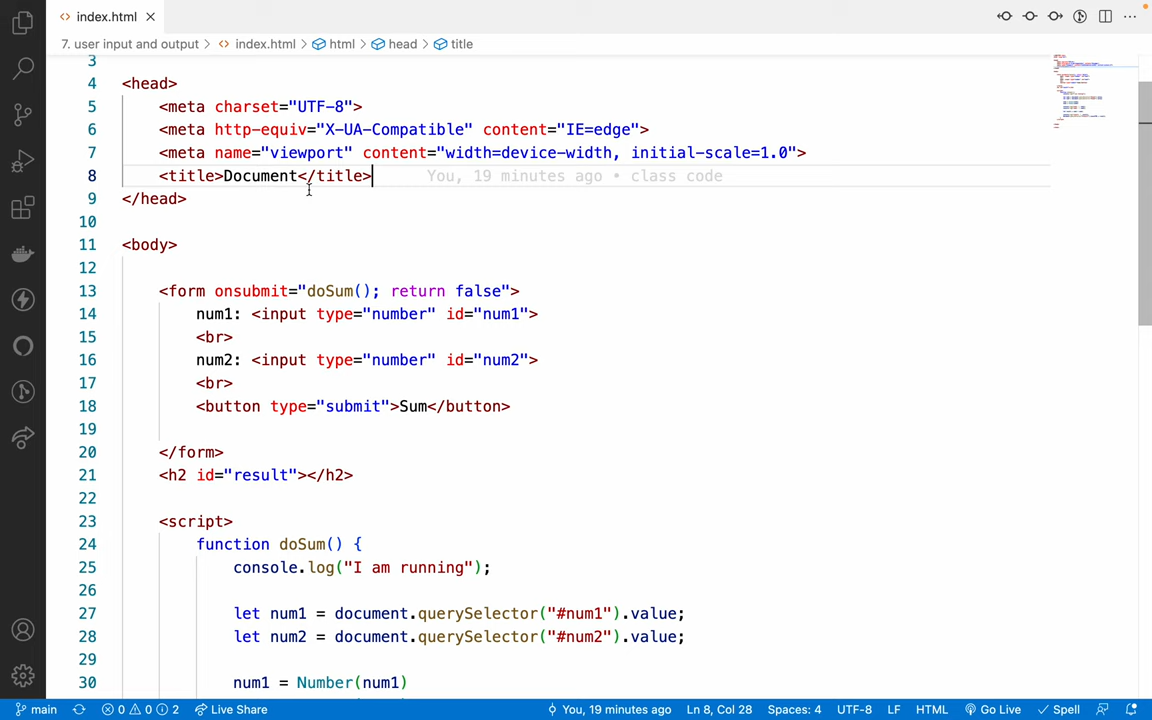 index.html
7. user input and output > index.html > html > head > title
3
4 <head>
5 <meta charset="UTF-8">
6 <meta http-equiv="X-UA-Compatible" content="IE=edge">
7 <meta name="viewport" content="width=device-width, initial-scale=1.0">
8 <title>Document</title> You, 19 minutes ago • class code
9 </head>
10
11 <body>
12
13 <form onsubmit="doSum(); return false">
14 num1: <input type="number" id="num1">
15 <br>
16 num2: <input type="number" id="num2">
17 <br>
18 <button type="submit">Sum</button>
19
20 </form>
21 <h2 id="result"></h2>
22
23 <script>
24 function doSum() {
25 console.log("I am running");
26
27 let num1 = document.querySelector("#num1").value;
28 let num2 = document.querySelector("#num2").value;
29
30 num1 = Number(num1)
main 0 0 2 Live Share You, 19 minutes ago Ln 8, Col 28 Spaces: 4 UTF-8 LF HTML Go Live Spell